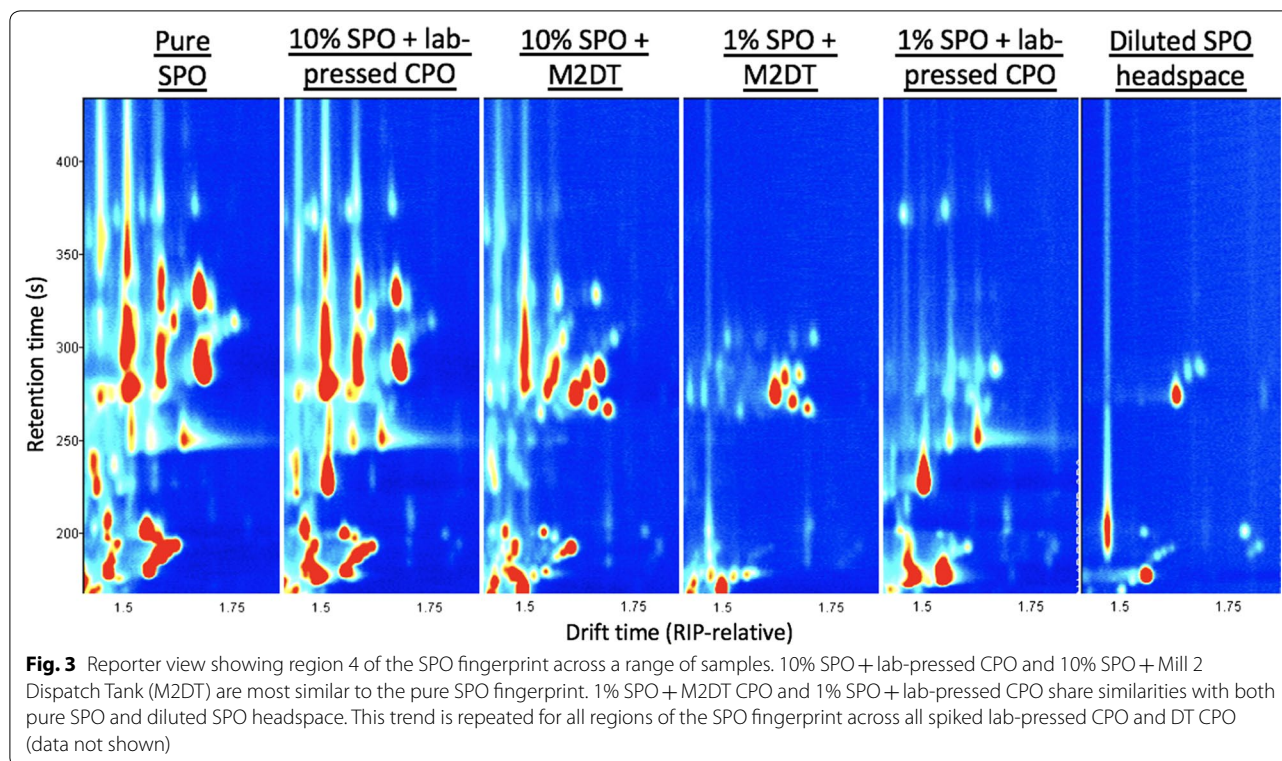 Pure
SPO
10% SPO + lab-
pressed CPO
10% SPO +
M2DT
1% SPO +
M2DT
1% SPO + lab-
pressed CPO
Diluted SPO
headspace
Retention time (s)
400
350
300
250
200
1.5 1.75 1.5 1.75 1.5 1.75 1.5 1.75 1.5 1.75 1.5 1.75
Drift time (RIP-relative)
Fig. 3 Reporter view showing region 4 of the SPO fingerprint across a range of samples. 10% SPO + lab-pressed CPO and 10% SPO + Mill 2
Dispatch Tank (M2DT) are most similar to the pure SPO fingerprint. 1% SPO + M2DT CPO and 1% SPO + lab-pressed CPO share similarities with both
pure SPO and diluted SPO headspace. This trend is repeated for all regions of the SPO fingerprint across all spiked lab-pressed CPO and DT CPO
(data not shown)